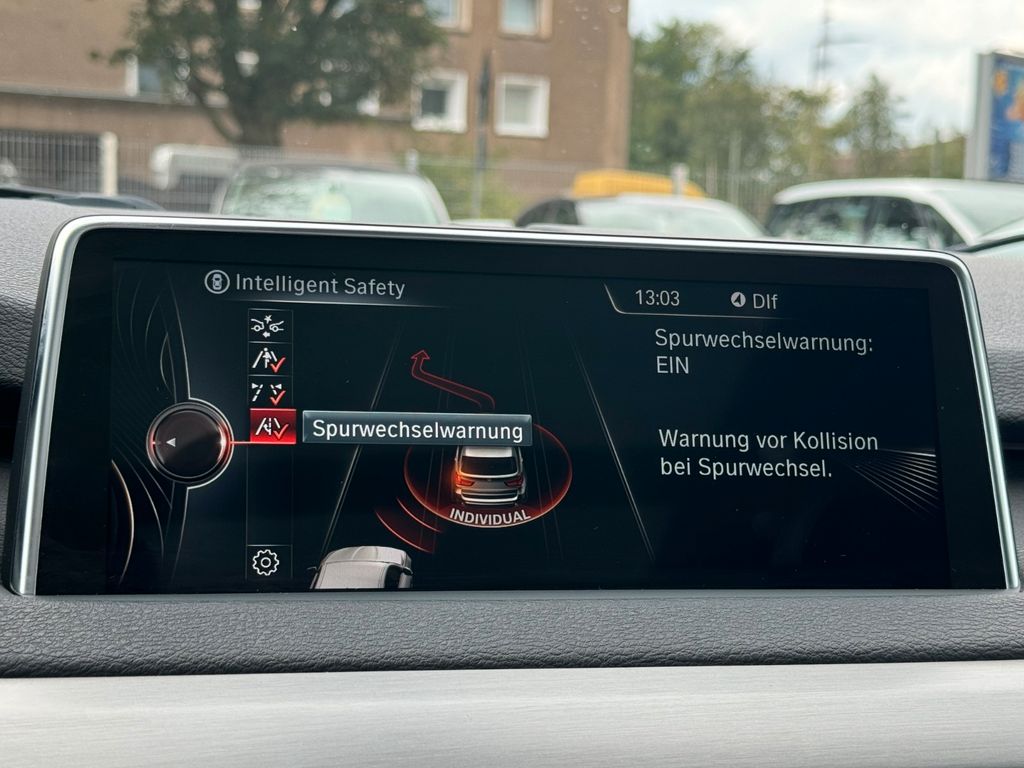 Intelligent Safety
13:03 Dlf
Spurwechselwarnung:
EIN
Spurwechselwarnung
Warnung vor Kollision
bei Spurwechsel.
INDIVIDUAL